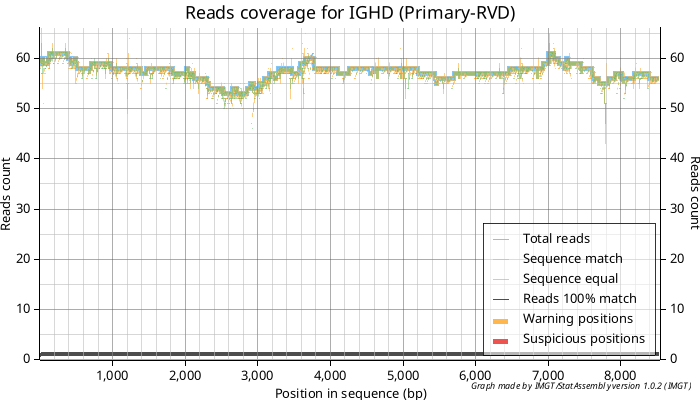 Reads coverage for IGHD (Primary-RVD)
60
60
50
50
40
40
30
30
20
20
10
10
0
0
Reads count
Reads count
Total reads
Sequence match
Sequence equal
Reads 100% match
Warning positions
Suspicious positions
1,000 2,000 3,000 4,000 5,000 6,000 7,000 8,000
Position in sequence (bp)
Graph made by IMGT/StatAssembly version 1.0.2 (IMGT)